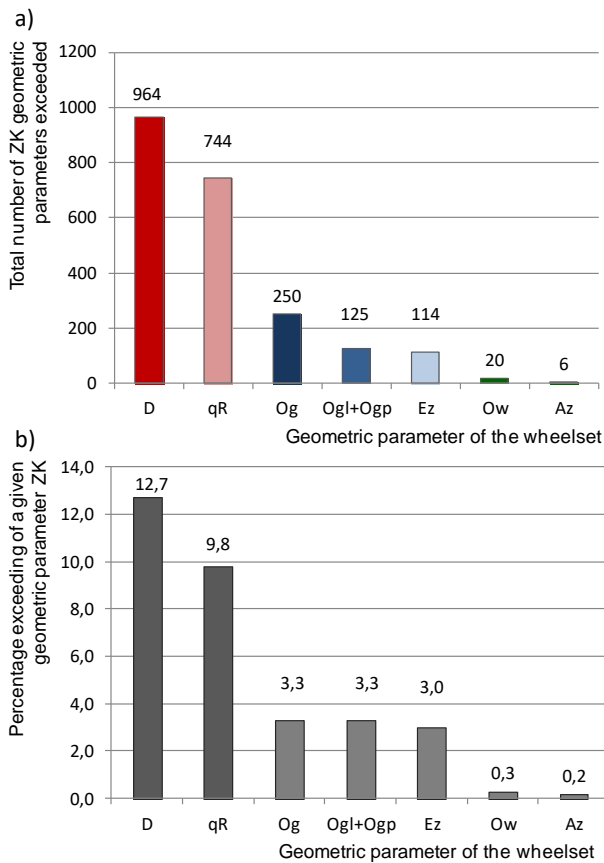 a)
Total number of ZK geometric
parameters exceeded
1200
1000
800
600
400
200
0
964
744
250
125
114
20
6
D qR Og Ogl+Ogp Ez Ow Az
Geometric parameter of the wheelset
b)
Percentage exceeding of a given
geometric parameter ZK
14,0
12,0
10,0
8,0
6,0
4,0
2,0
0,0
12,7
9,8
3,3
3,3
3,0
0,3
0,2
D qR Og Ogl+Ogp Ez Ow Az
Geometric parameter of the wheelset